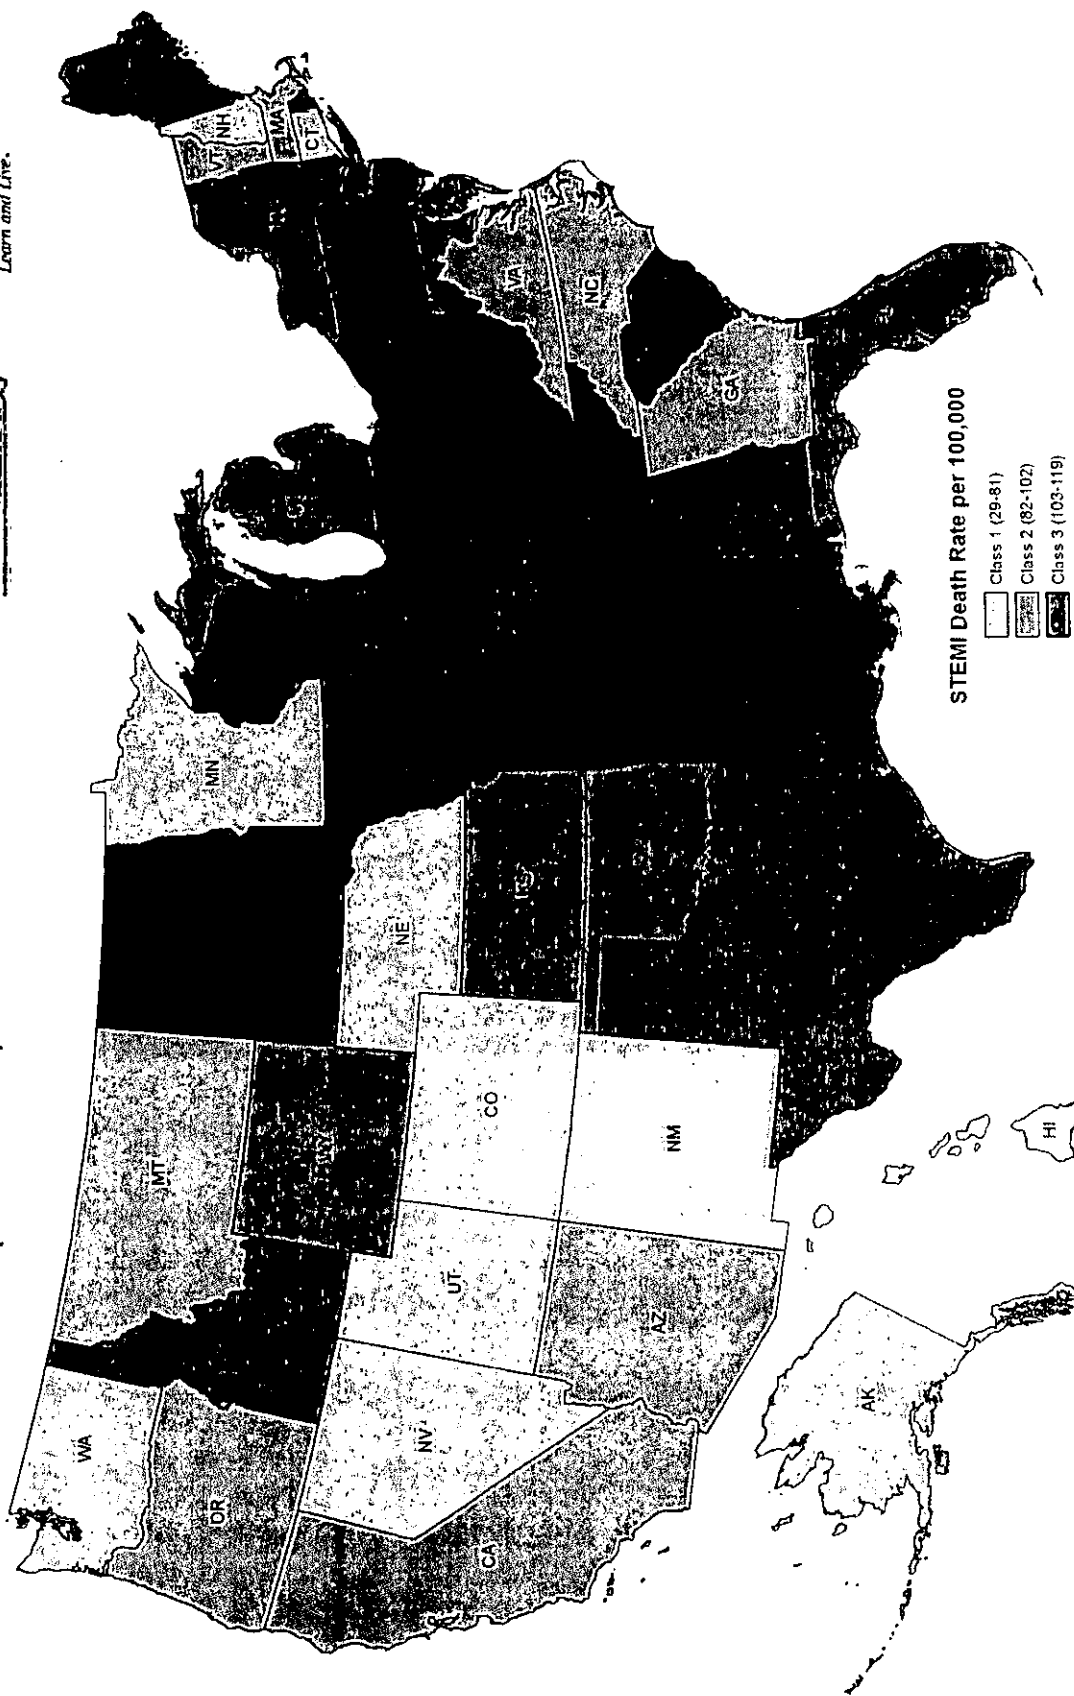 Learn and Live.
WA
MT
MN
VT
NH
MA
CT
OR
NE
VA
NV
UT
CO
KS
NC
CA
AZ
NM
GA
AK
HI
STEMI Death Rate per 100,000
Class 1 (29-81)
Class 2 (82-102)
Class 3 (103-119)